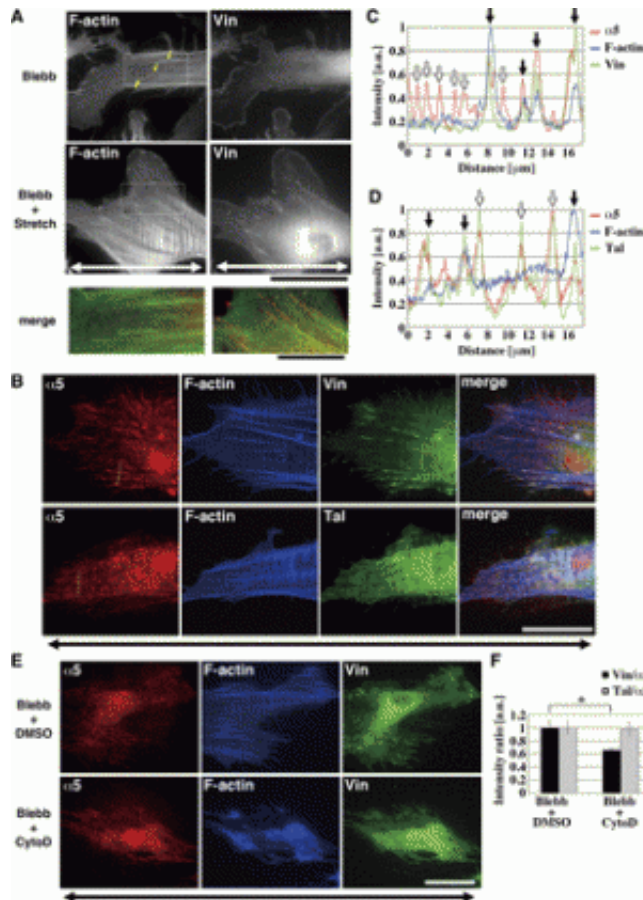 A
F-actin
Vin
Blebb
F-actin
Vin
Blebb
+
Stretch
merge
C
α5
F-actin
Vin
Intensity [a.u.]
1
0.8
0.6
0.4
0.2
0
0 2 4 6 8 10 12 14 16
Distance [μm]
D
α5
F-actin
Tal
Intensity [a.u.]
1
0.8
0.6
0.4
0.2
0
0 2 4 6 8 10 12 14 16
Distance [μm]
B
α5
F-actin
Vin
merge
α5
F-actin
Tal
merge
E
α5
F-actin
Vin
Blebb
+
DMSO
α5
F-actin
Vin
Blebb
+
CytoD
F
Vin/α
Tal/α
*
Intensity ratio [a.u.]
1.2
1
0.8
0.6
0.4
0.2
0
Blebb
+
DMSO
Blebb
+
CytoD